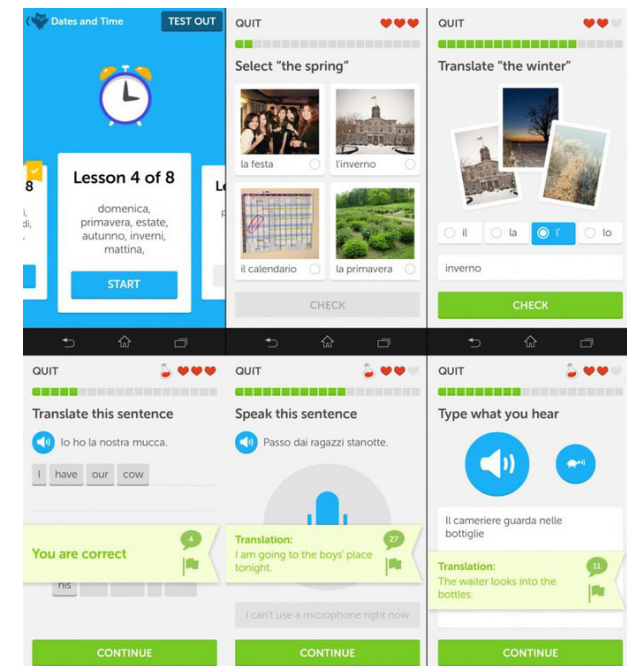 Dates and Time
TEST OUT
8
Lesson 4 of 8
domenica,
primavera, estate,
autunno, inverni,
mattina,
START
QUIT
Select "the spring"
la festa
l'inverno
il calendario
la primavera
CHECK
QUIT
Translate "the winter"
il
la
l'
lo
inverno
CHECK
QUIT
Translate this sentence
Io ho la nostra mucca.
I have our cow
You are correct
4
his
CONTINUE
QUIT
Speak this sentence
Passo dai ragazzi stanotte.
Translation:
27
I am going to the boys' place
tonight.
I can't use a microphone right now
CONTINUE
QUIT
Type what you hear
Il cameriere guarda nelle
bottiglie
Translation:
11
The waiter looks into the
bottles.
CONTINUE